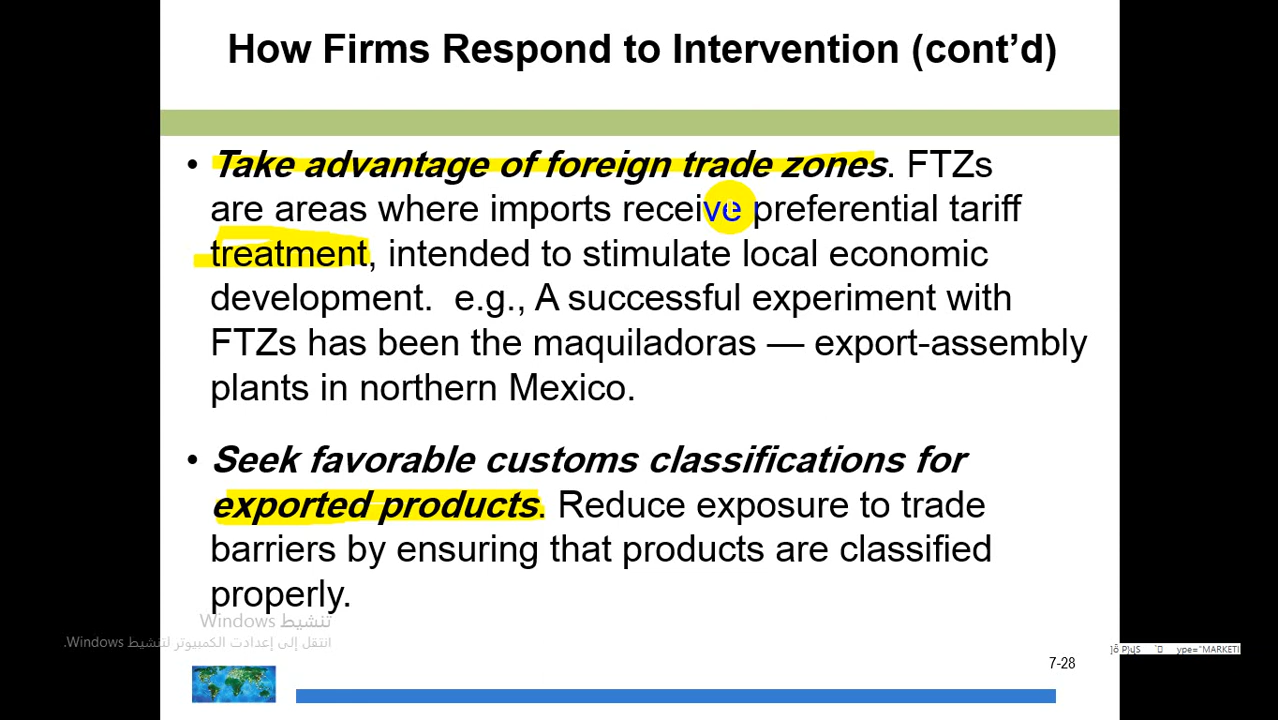 How Firms Respond to Intervention (cont’d)
• Take advantage of foreign trade zones. FTZs
are areas where imports receive preferential tariff
treatment, intended to stimulate local economic
development. e.g., A successful experiment with
FTZs has been the maquiladoras — export-assembly
plants in northern Mexico.
• Seek favorable customs classifications for
exported products. Reduce exposure to trade
barriers by ensuring that products are classified
properly.
تنشيط Windows
انتقل إلى إعدادت الكمبيوتر لتنشيط Windows.
ype="MARKETI
7-28